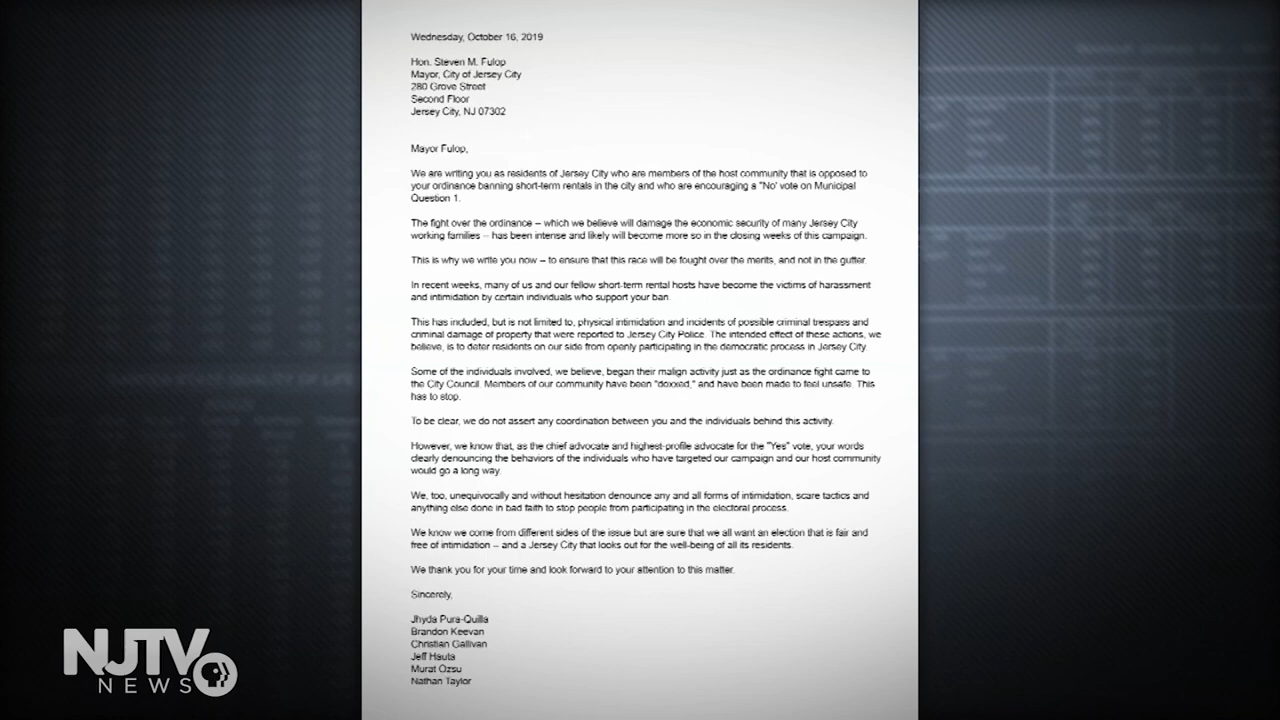 Wednesday, October 16, 2019
Hon. Steven M. Fulop
Mayor, City of Jersey City
280 Grove Street
Second Floor
Jersey City, NJ 07302
Mayor Fulop,
We are writing you as residents of Jersey City who are members of the host community that is opposed to
your ordinance banning short-term rentals in the city and who are encouraging a "No' vote on Municipal
Question 1.
The fight over the ordinance – which we believe will damage the economic security of many Jersey City
working families – has been intense and likely will become more so in the closing weeks of this campaign.
This is why we write you now – to ensure that this race will be fought over the merits, and not in the gutter.
In recent weeks, many of us and our fellow short-term rental hosts have become the victims of harassment
and intimidation by certain individuals who support your ban.
This has included, but is not limited to, physical intimidation and incidents of possible criminal trespass and
criminal damage of property that were reported to Jersey City Police. The intended effect of these actions, we
believe, is to deter residents on our side from openly participating in the democratic process in Jersey City.
Some of the individuals involved, we believe, began their malign activity just as the ordinance fight came to
the City Council. Members of our community have been "doxxed," and have been made to feel unsafe. This
has to stop.
To be clear, we do not assert any coordination between you and the individuals behind this activity.
However, we know that, as the chief advocate and highest-profile advocate for the "Yes" vote, your words
clearly denouncing the behaviors of the individuals who have targeted our campaign and our host community
would go a long way.
We, too, unequivocally and without hesitation denounce any and all forms of intimidation, scare tactics and
anything else done in bad faith to stop people from participating in the electoral process.
We know we come from different sides of the issue but are sure that we all want an election that is fair and
free of intimidation – and a Jersey City that looks out for the well-being of all its residents.
We thank you for your time and look forward to your attention to this matter.
Sincerely,
Jhyda Pura-Quilla
Brandon Keevan
Christian Gallivan
Jeff Hauta
Murat Ozsu
Nathan Taylor
NJTV
NEWS
PBS